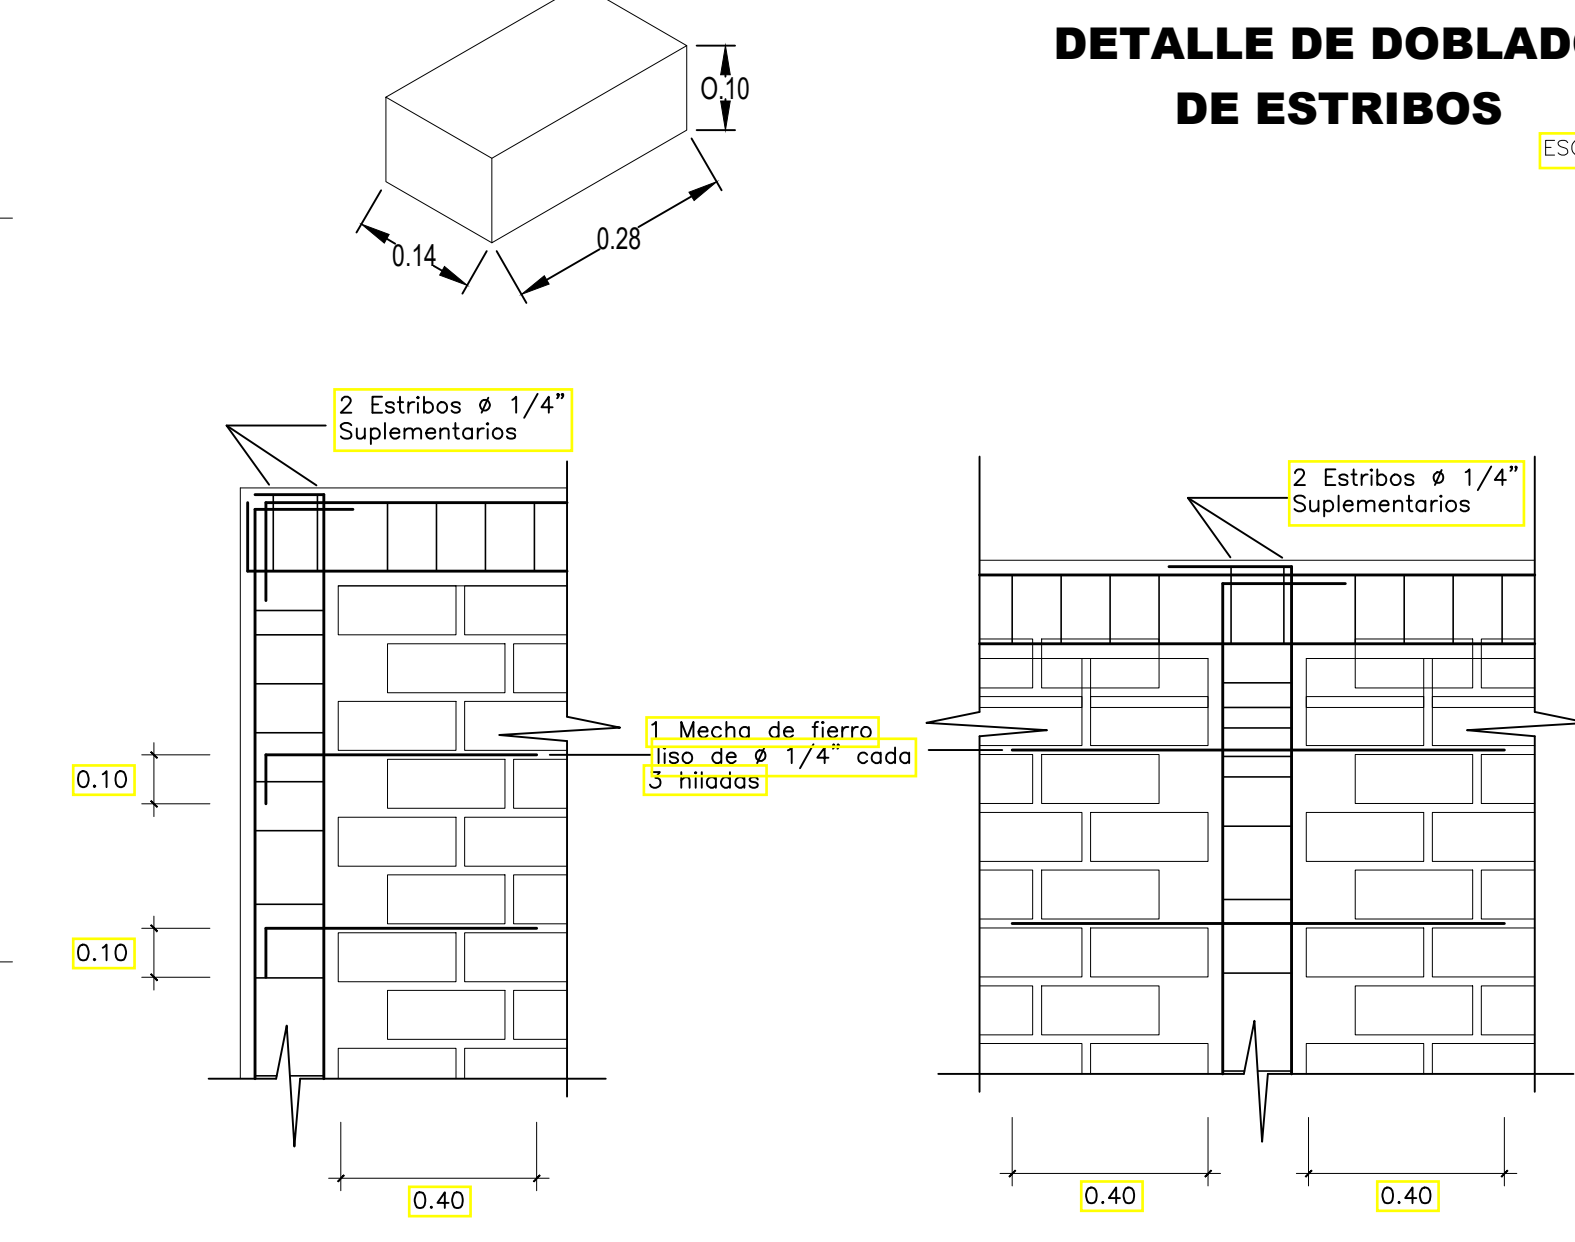 DETALLE DE DOBLADO
DE ESTRIBOS
O.10
0.14
0.28
2 Estribos ø 1/4"
Suplementarios
2 Estribos ø 1/4"
Suplementarios
1 Mecha de fierro
liso de ø 1/4" cada
3 hiladas
0.10
0.10
0.40
0.40
0.40